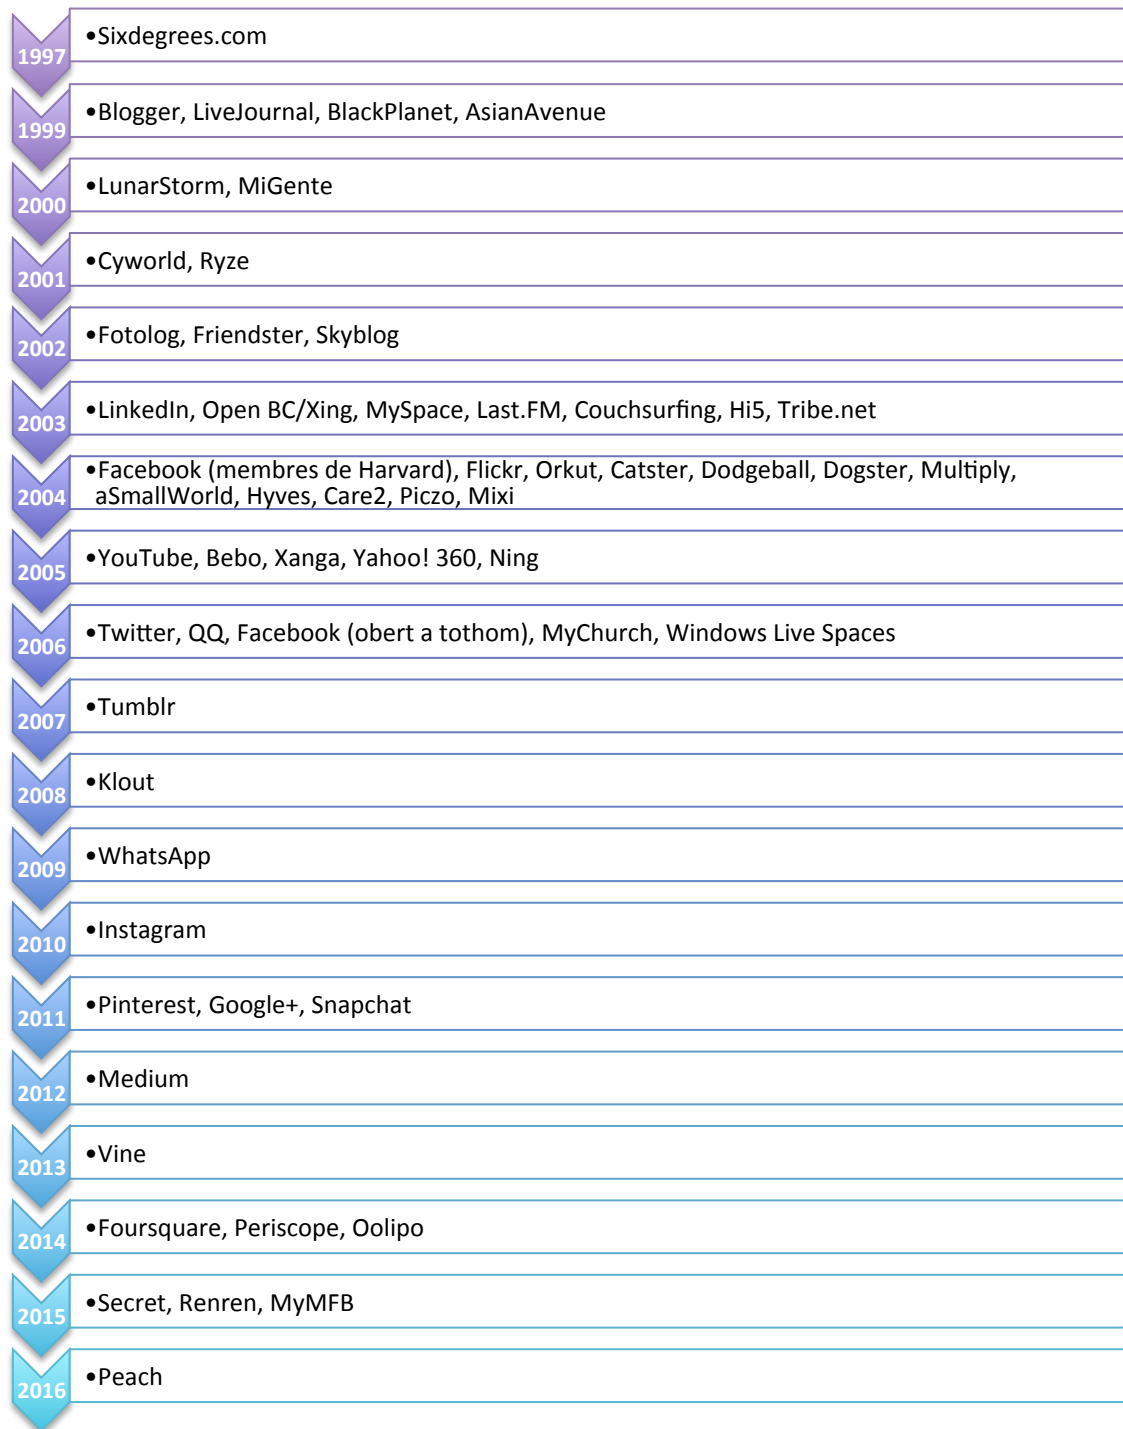 1997
•Sixdegrees.com
1999
•Blogger, LiveJournal, BlackPlanet, AsianAvenue
2000
•LunarStorm, MiGente
2001
•Cyworld, Ryze
2002
•Fotolog, Friendster, Skyblog
2003
•LinkedIn, Open BC/Xing, MySpace, Last.FM, Couchsurfing, Hi5, Tribe.net
2004
•Facebook (membres de Harvard), Flickr, Orkut, Catster, Dodgeball, Dogster, Multiply,
aSmallWorld, Hyves, Care2, Piczo, Mixi
2005
•YouTube, Bebo, Xanga, Yahoo! 360, Ning
2006
•Twitter, QQ, Facebook (obert a tothom), MyChurch, Windows Live Spaces
2007
•Tumblr
2008
•Klout
2009
•WhatsApp
2010
•Instagram
2011
•Pinterest, Google+, Snapchat
2012
•Medium
2013
•Vine
2014
•Foursquare, Periscope, Oolipo
2015
•Secret, Renren, MyMFB
2016
•Peach